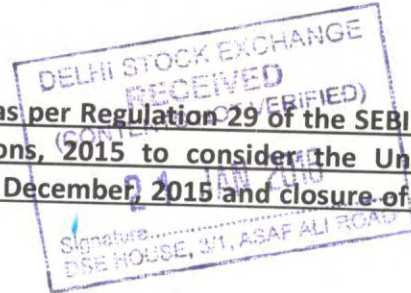 DELHI STOCK EXCHANGE
RECEIVED
as per Regulation 29 of the SEBI
(CONTENTS NOT VERIFIED)
ons, 2015 to consider the Un
JAN 2016
December, 2015 and closure of
Signature
DSE HOUSE, 3/1, ASAF ALI ROAD